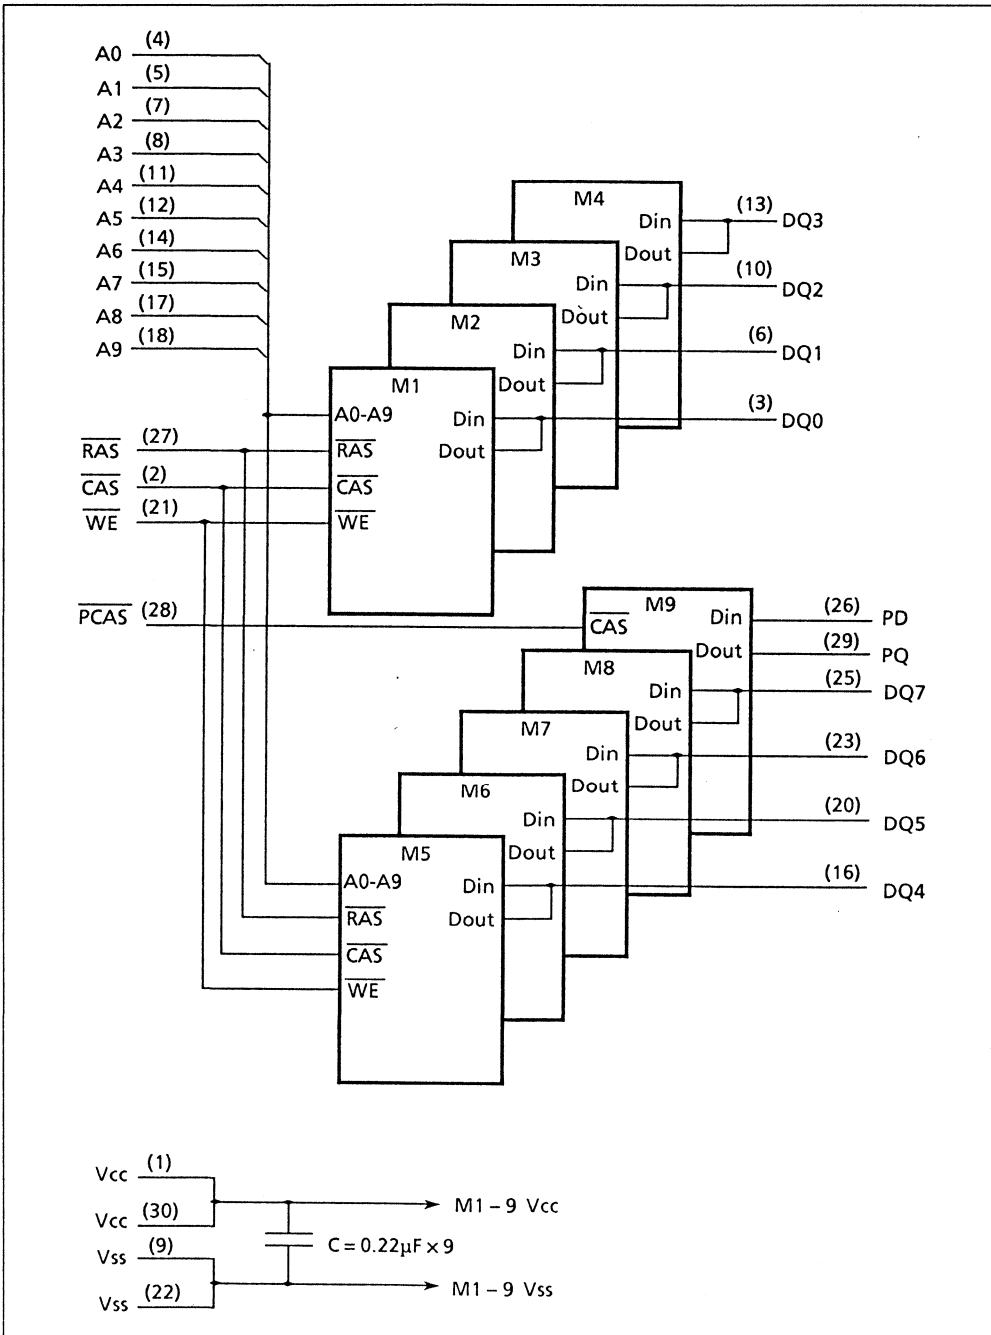 A0 (4)
A1 (5)
A2 (7)
A3 (8)
A4 (11)
A5 (12)
A6 (14)
A7 (15)
A8 (17)
A9 (18)
RAS (27)
CAS (2)
WE (21)
PCAS (28)
M4
Din (13) DQ3
Dout
M3
Din (10) DQ2
Dout
M2
Din (6) DQ1
Dout
M1
A0-A9 Din (3) DQ0
RAS Dout
CAS
WE
M9
CAS Din (26) PD
Dout (29) PQ
M8
Din (25) DQ7
Dout
M7
Din (23) DQ6
Dout
M6
Din (20) DQ5
Dout
M5
A0-A9 Din (16) DQ4
RAS Dout
CAS
WE
Vcc (1)
M1 – 9 Vcc
Vcc (30)
C = 0.22µF × 9
Vss (9)
M1 – 9 Vss
Vss (22)